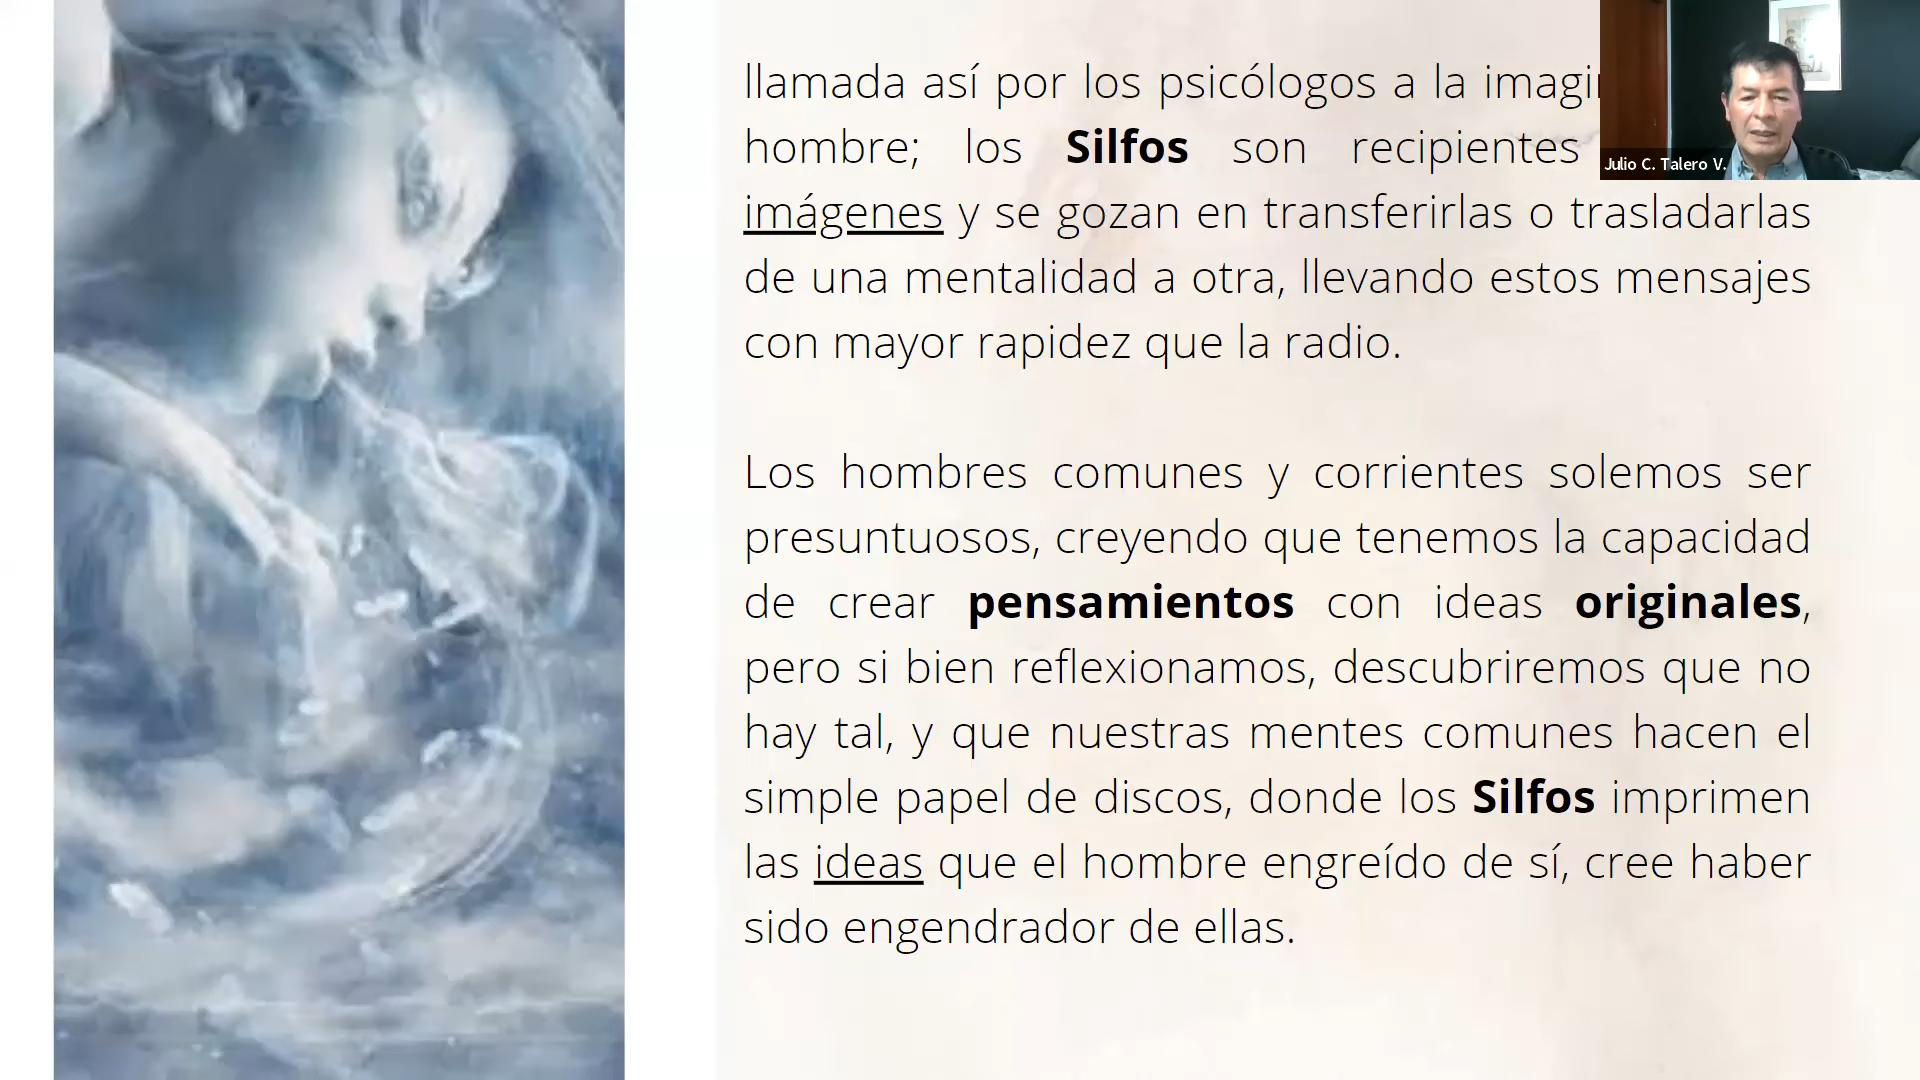 llamada así por los psicólogos a la
hombre; los Silfos son recipientes
imágenes y se gozan en transferirlas o trasladarlas
de una mentalidad a otra, llevando estos mensajes
con mayor rapidez que la radio.
Los hombres comunes y corrientes solemos ser
presuntuosos, creyendo que tenemos la capacidad
de crear pensamientos con ideas originales,
pero si bien reflexionamos, descubriremos que no
hay tal, y que nuestras mentes comunes hacen el
simple papel de discos, donde los Silfos imprimen
las ideas que el hombre engreído de sí, cree haber
sido engendrador de ellas.
Julio C. Talero V.